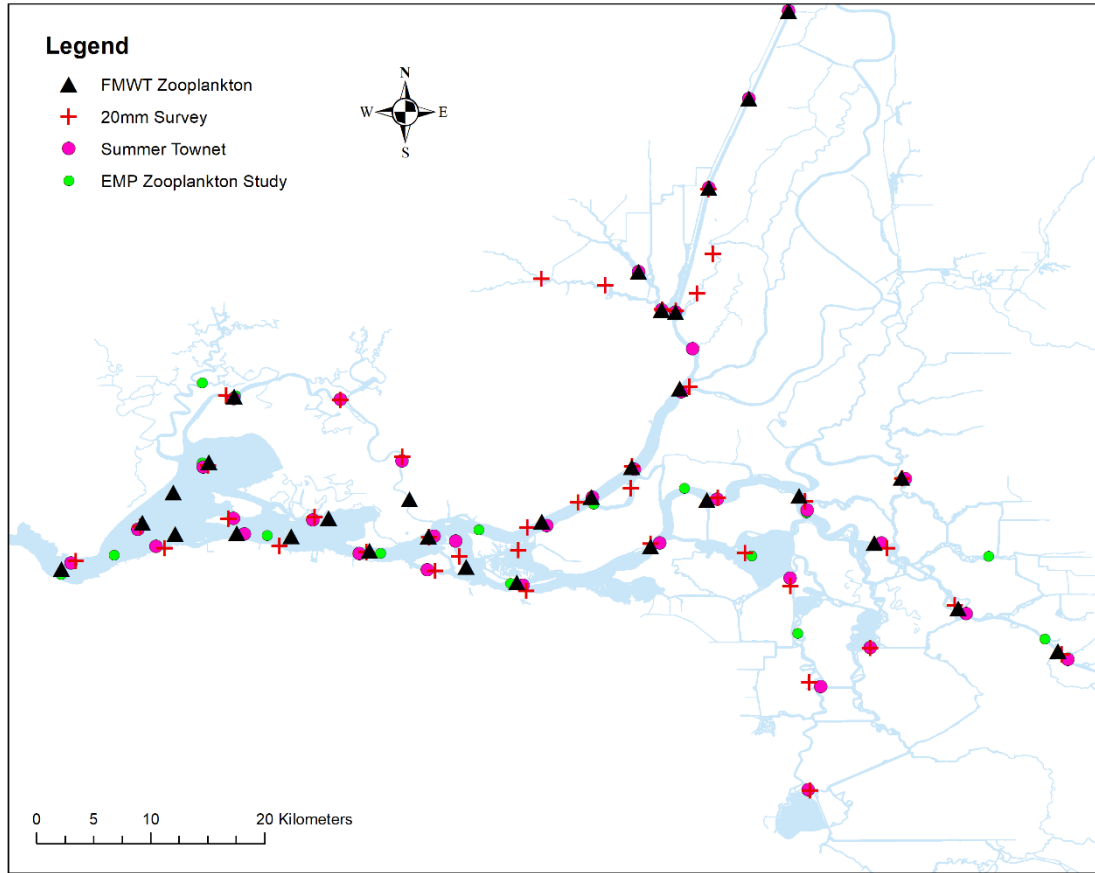 Legend
FMWT Zooplankton
20mm Survey
Summer Townet
EMP Zooplankton Study
N
W E
S
0 5 10 20 Kilometers